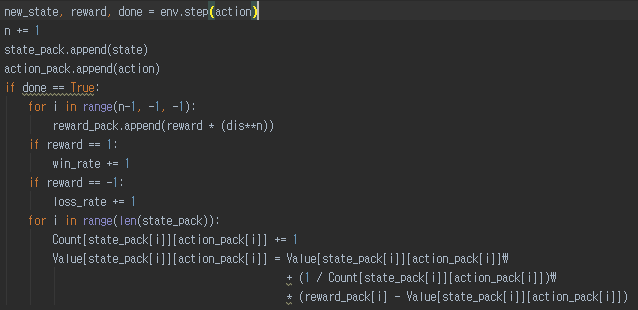 new_state, reward, done = env.step(action)
n += 1
state_pack.append(state)
action_pack.append(action)
if done == True:
for i in range(n-1, -1, -1):
reward_pack.append(reward * (dis**n))
if reward == 1:
win_rate += 1
if reward == -1:
loss_rate += 1
for i in range(len(state_pack)):
Count[state_pack[i]][action_pack[i]] += 1
Value[state_pack[i]][action_pack[i]] = Value[state_pack[i]][action_pack[i]]₩
+ (1 / Count[state_pack[i]][action_pack[i]])₩
* (reward_pack[i] - Value[state_pack[i]][action_pack[i]])